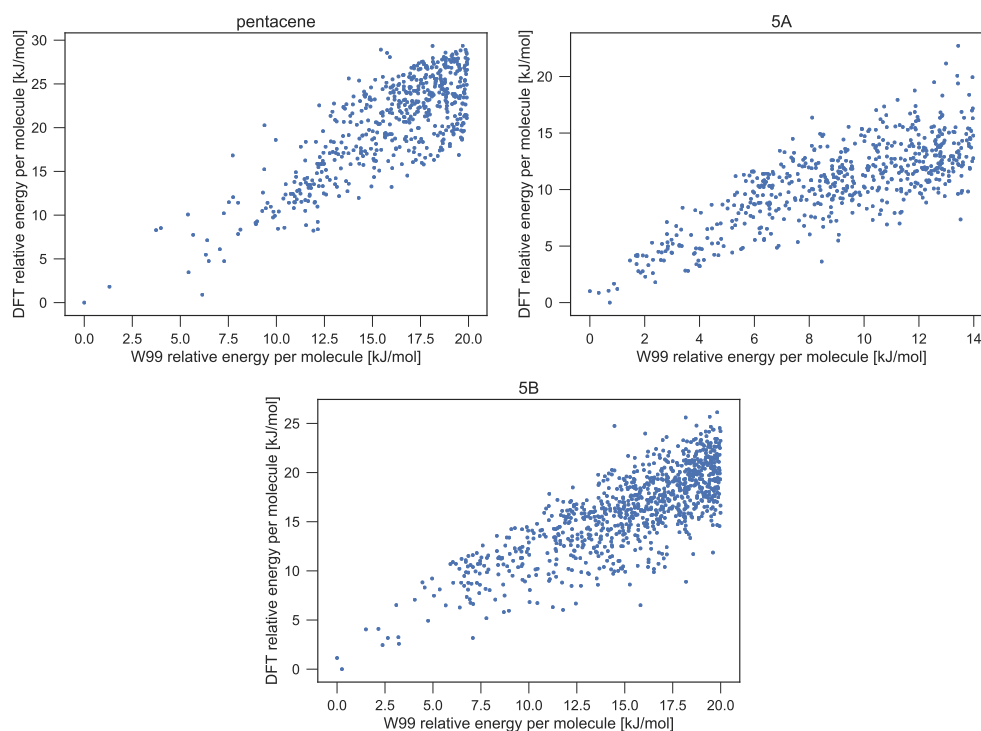 pentacene
DFT relative energy per molecule [kJ/mol]
30
25
20
15
10
5
0
0.0 2.5 5.0 7.5 10.0 12.5 15.0 17.5 20.0
W99 relative energy per molecule [kJ/mol]
5A
DFT relative energy per molecule [kJ/mol]
20
15
10
5
0
0 2 4 6 8 10 12 14
W99 relative energy per molecule [kJ/mol]
5B
DFT relative energy per molecule [kJ/mol]
25
20
15
10
5
0
0.0 2.5 5.0 7.5 10.0 12.5 15.0 17.5 20.0
W99 relative energy per molecule [kJ/mol]